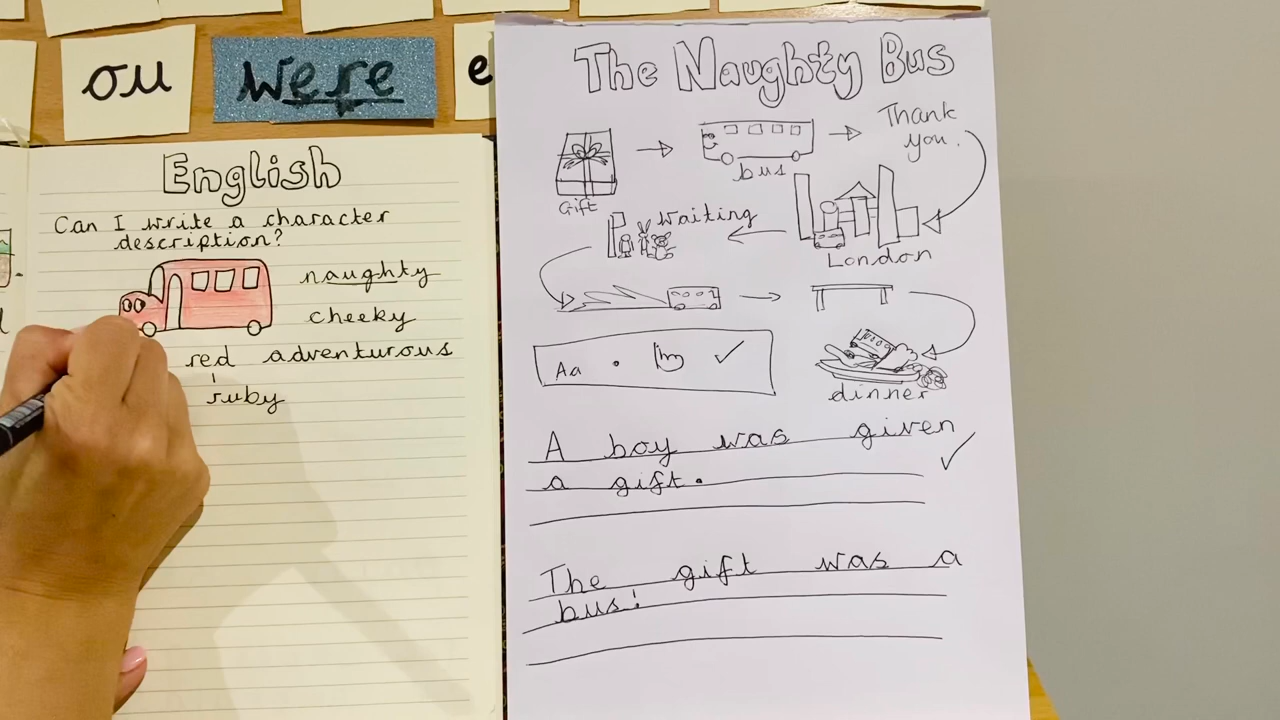 ou
were
e
English
Can I write a character
description?
naughty
cheeky
red adventurous
ruby
The Naughty Bus
Gift
bus
Thank
you.
London
waiting
dinner
Aa . ✓
A boy was given
a gift. ✓
The gift was a
bus!